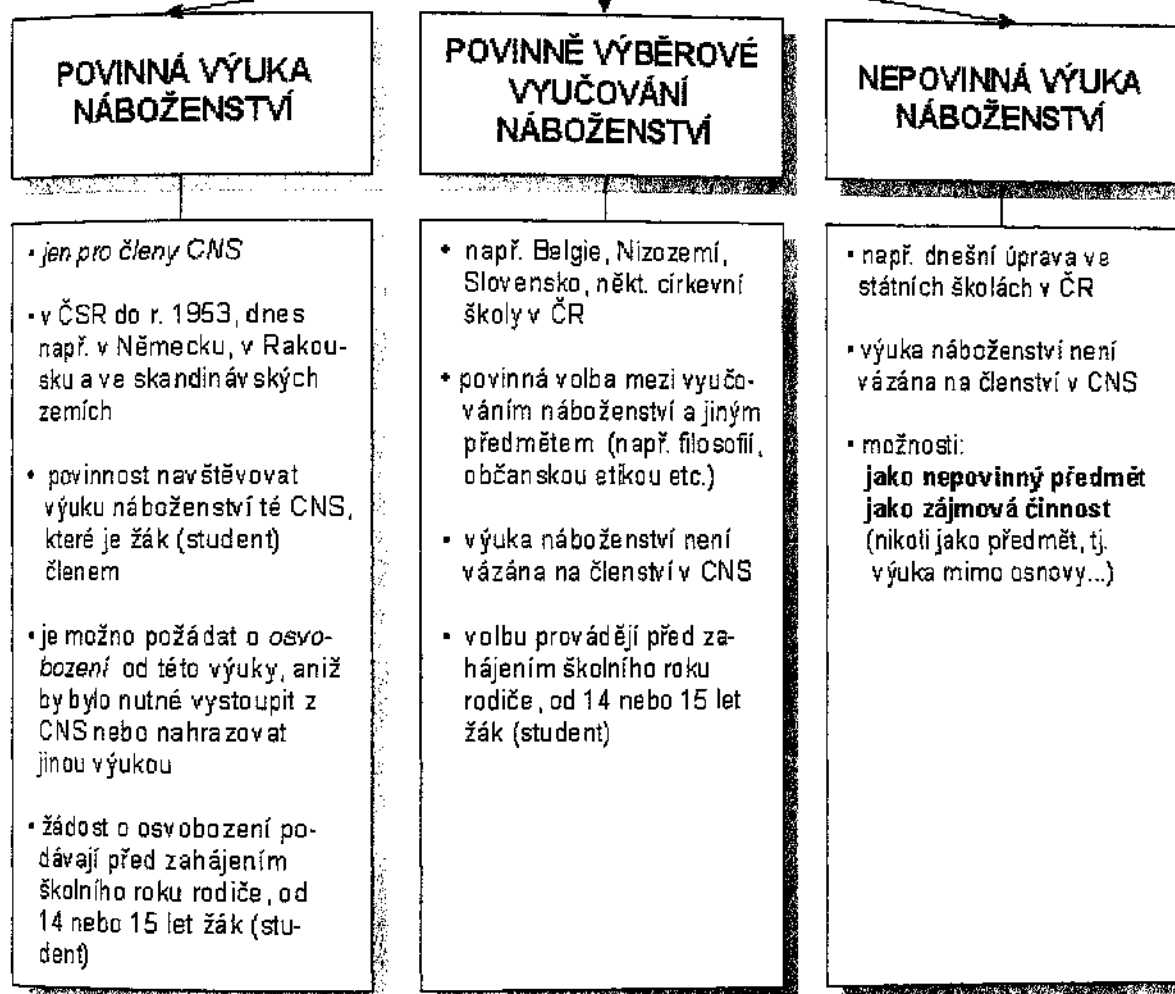 POVINNÁ VÝUKA
NÁBOŽENSTVÍ
• jen pro členy CNS
• v ČSR do r. 1953, dnes
např. v Německu, v Rakou-
sku a ve skandinávských
zemích
• povinnost navštěvovat
výuku náboženství té CNS,
které je žák (student)
členem
• je možno požádat o osvo-
bození od této výuky, aniž
by bylo nutné vystoupit z
CNS nebo nahrazovat
jinou výukou
• žádost o osvobození po-
dávají před zahájením
školního roku rodiče, od
14 nebo 15 let žák (stu-
dent)
POVINNĚ VÝBĚROVÉ
VYUČOVÁNÍ
NÁBOŽENSTVÍ
• např. Belgie, Nizozemí,
Slovensko, někt. církevní
školy v ČR
• povinná volba mezi vyučo-
váním náboženství a jiným
předmětem (např. filosofií,
občanskou etikou etc.)
• výuka náboženství není
vázána na členství v CNS
• volbu provádějí před za-
hájením školního roku
rodiče, od 14 nebo 15 let
žák (student)
NEPOVINNÁ VÝUKA
NÁBOŽENSTVÍ
• např. dnešní úprava ve
státních školách v ČR
• výuka náboženství není
vázána na členství v CNS
• možnosti:
jako nepovinný předmět
jako zájmová činnost
(nikoli jako předmět, tj.
výuka mimo osnovy...)